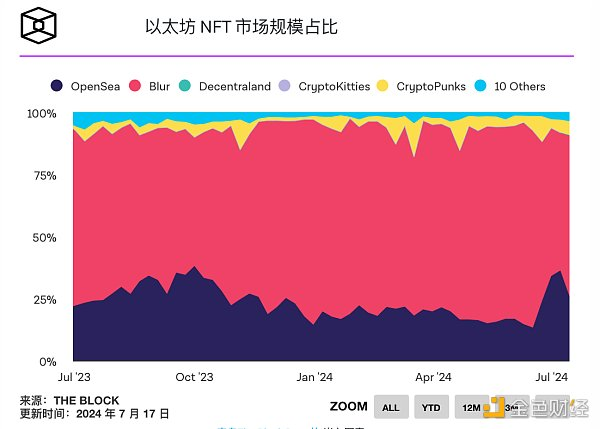 以太坊 NFT 市场规模占比
OpenSea Blur Decentraland CryptoKitties CryptoPunks 10 Others
100%
75%
50%
25%
0%
Jul '23 Oct '23 Jan '24 Apr '24 Jul '24
来源：THE BLOCK
更新时间：2024 年 7 月 17 日
ZOOM ALL YTD 12M 3M
金色财经